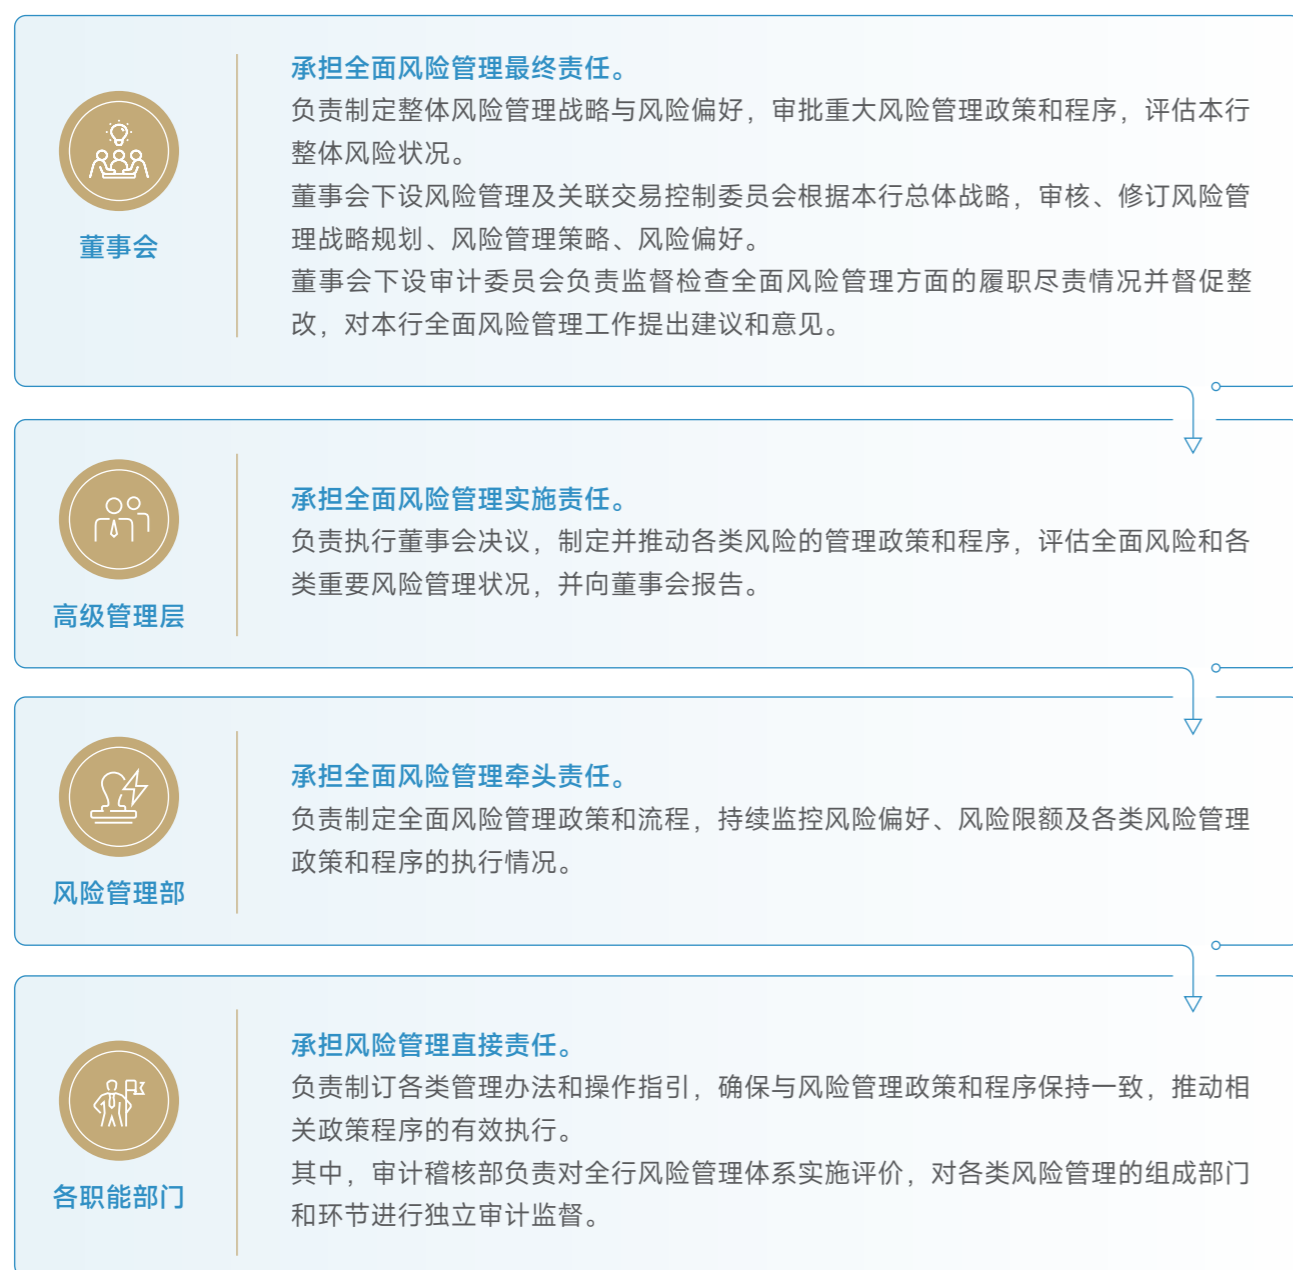 承担全面风险管理最终责任。
负责制定整体风险管理战略与风险偏好，审批重大风险管理政策和程序，评估本行
整体风险状况。
董事会下设风险管理及关联交易控制委员会根据本行总体战略，审核、修订风险管
理战略规划、风险管理策略、风险偏好。
董事会下设审计委员会负责监督检查全面风险管理方面的履职尽责情况并督促整
改，对本行全面风险管理工作提出建议和意见。
董事会
承担全面风险管理实施责任。
负责执行董事会决议，制定并推动各类风险的管理政策和程序，评估全面风险和各
类重要风险管理状况，并向董事会报告。
高级管理层
承担全面风险管理牵头责任。
负责制定全面风险管理政策和流程，持续监控风险偏好、风险限额及各类风险管理
政策和程序的执行情况。
风险管理部
承担风险管理直接责任。
负责制订各类管理办法和操作指引，确保与风险管理政策和程序保持一致，推动相
关政策程序的有效执行。
其中，审计稽核部负责对全行风险管理体系实施评价，对各类风险管理的组成部门
和环节进行独立审计监督。
各职能部门